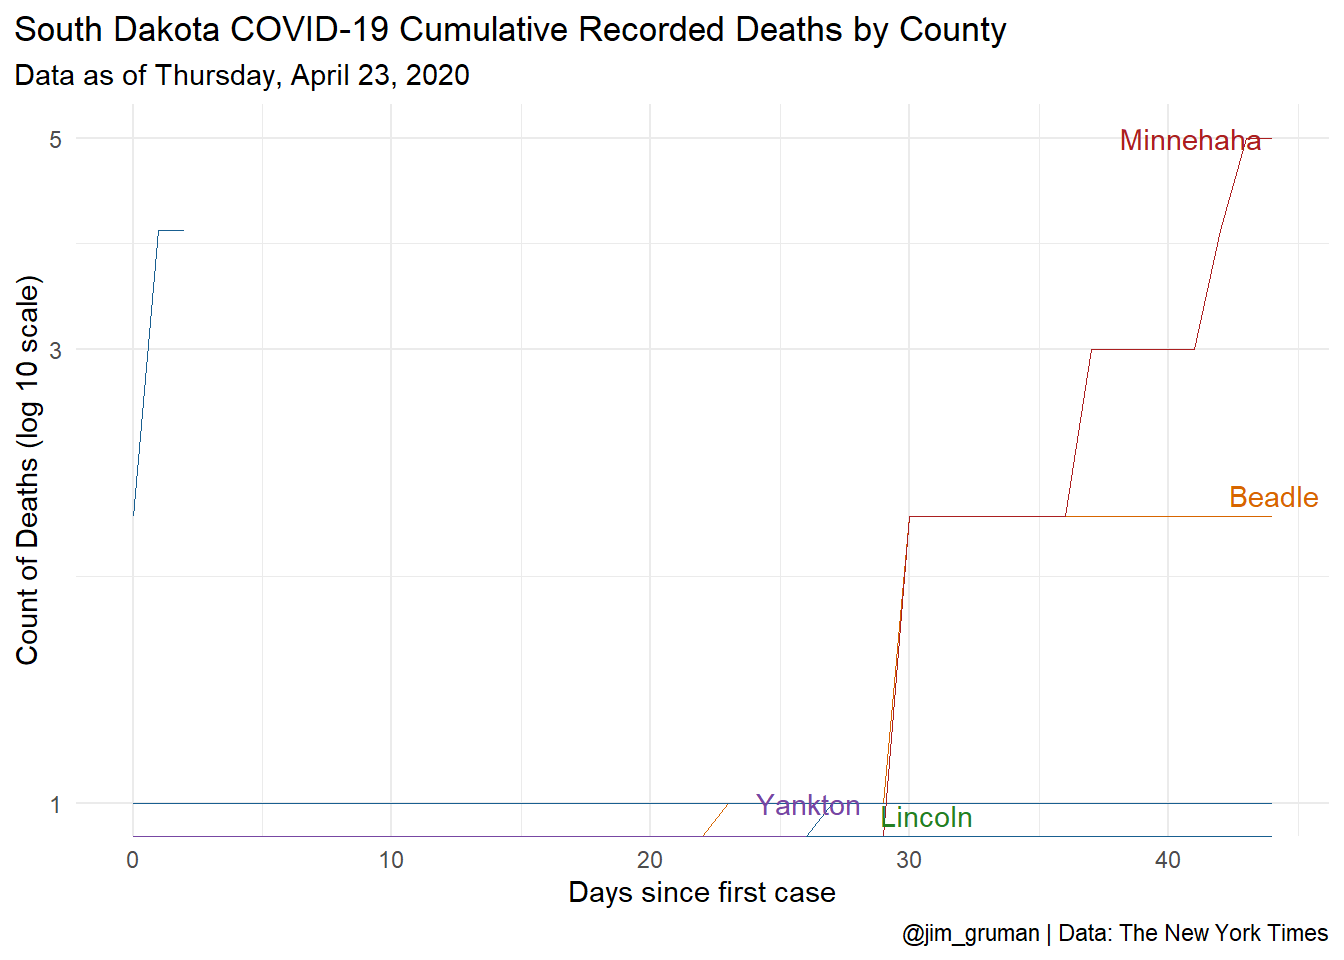 South Dakota COVID-19 Cumulative Recorded Deaths by County
Data as of Thursday, April 23, 2020
Count of Deaths (log 10 scale)
5
3
1
Minnehaha
Beadle
Yankton
Lincoln
0 10 20 30 40
Days since first case
@jim_gruman | Data: The New York Times